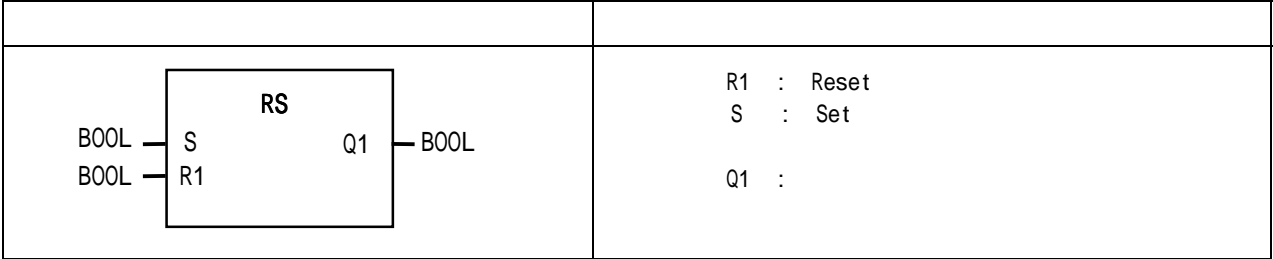 RS
BOOL S Q1 BOOL
BOOL R1
R1 : Reset
S : Set
Q1 :